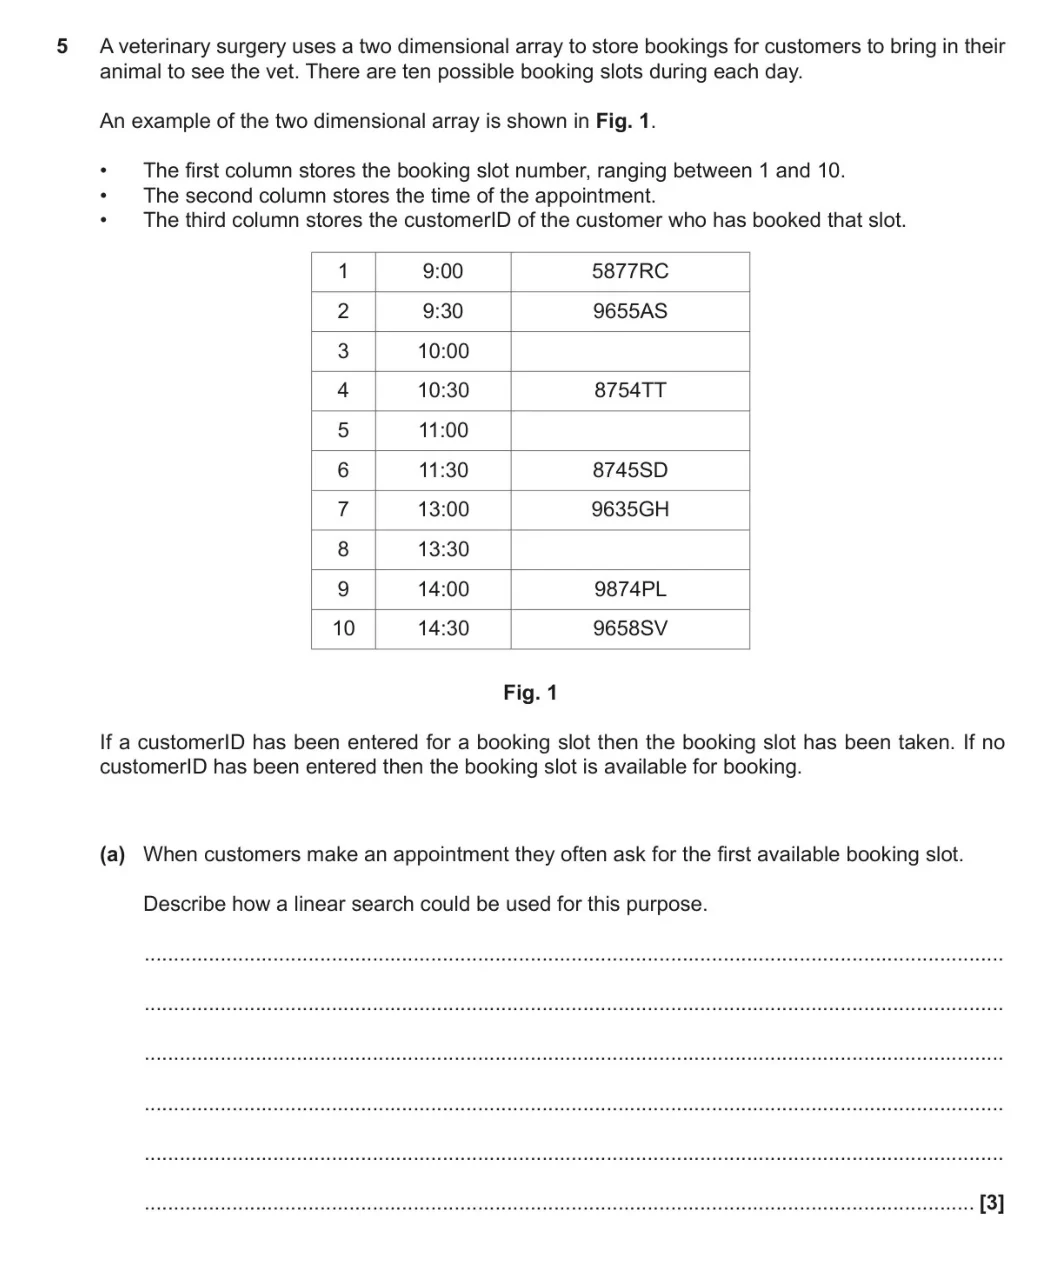 5 A veterinary surgery uses a two dimensional array to store bookings for customers to bring in their
animal to see the vet. There are ten possible booking slots during each day.
An example of the two dimensional array is shown in Fig. 1.
• The first column stores the booking slot number, ranging between 1 and 10.
• The second column stores the time of the appointment.
• The third column stores the customerID of the customer who has booked that slot.
1 9:00 5877RC
2 9:30 9655AS
3 10:00
4 10:30 8754TT
5 11:00
6 11:30 8745SD
7 13:00 9635GH
8 13:30
9 14:00 9874PL
10 14:30 9658SV
Fig. 1
If a customerID has been entered for a booking slot then the booking slot has been taken. If no
customerID has been entered then the booking slot is available for booking.
(a) When customers make an appointment they often ask for the first available booking slot.
Describe how a linear search could be used for this purpose.
[3]